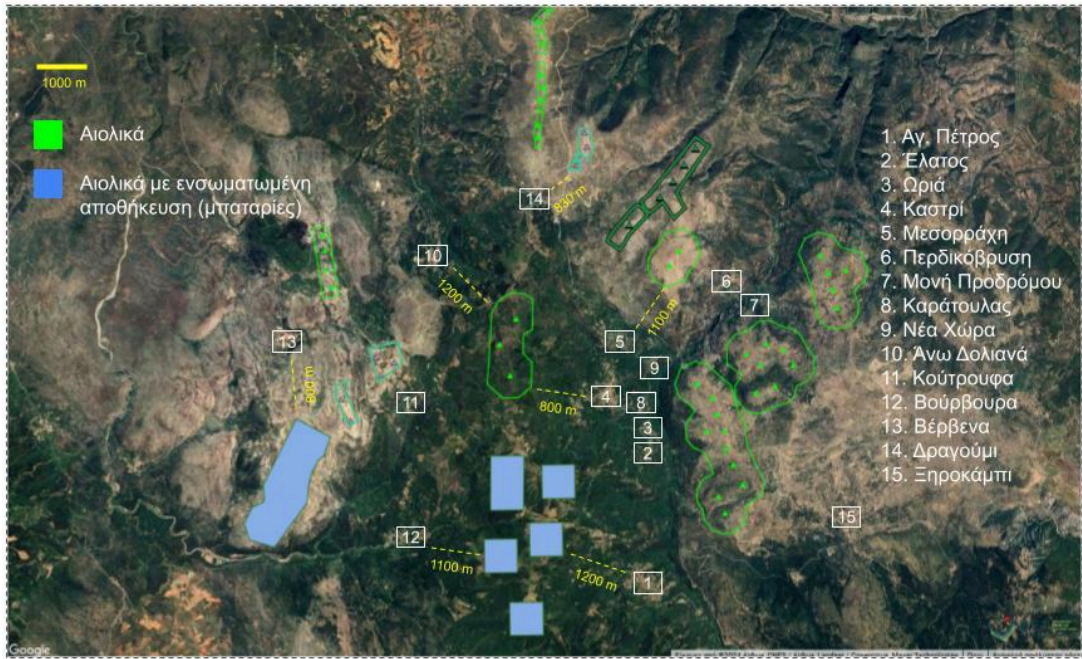 1000 m
Αιολικά
Αιολικά με ενσωματωμένη
αποθήκευση (μπαταρίες)
1. Αγ. Πέτρος
2. Έλατος
3. Ωριά
4. Καστρί
5. Μεσορράχη
6. Περδικόβρυση
7. Μονή Προδρόμου
8. Καράτουλας
9. Νέα Χώρα
10. Άνω Δολιανά
11. Κούτρουφα
12. Βούρβουρα
13. Βέρβενα
14. Δραγούμι
15. Ξηροκάμπι
14
830 m
10
1200 m
6
7
1100 m
5
13
800 m
9
4
800 m
8
11
3
2
15
12
1100 m
1200 m
1
Google